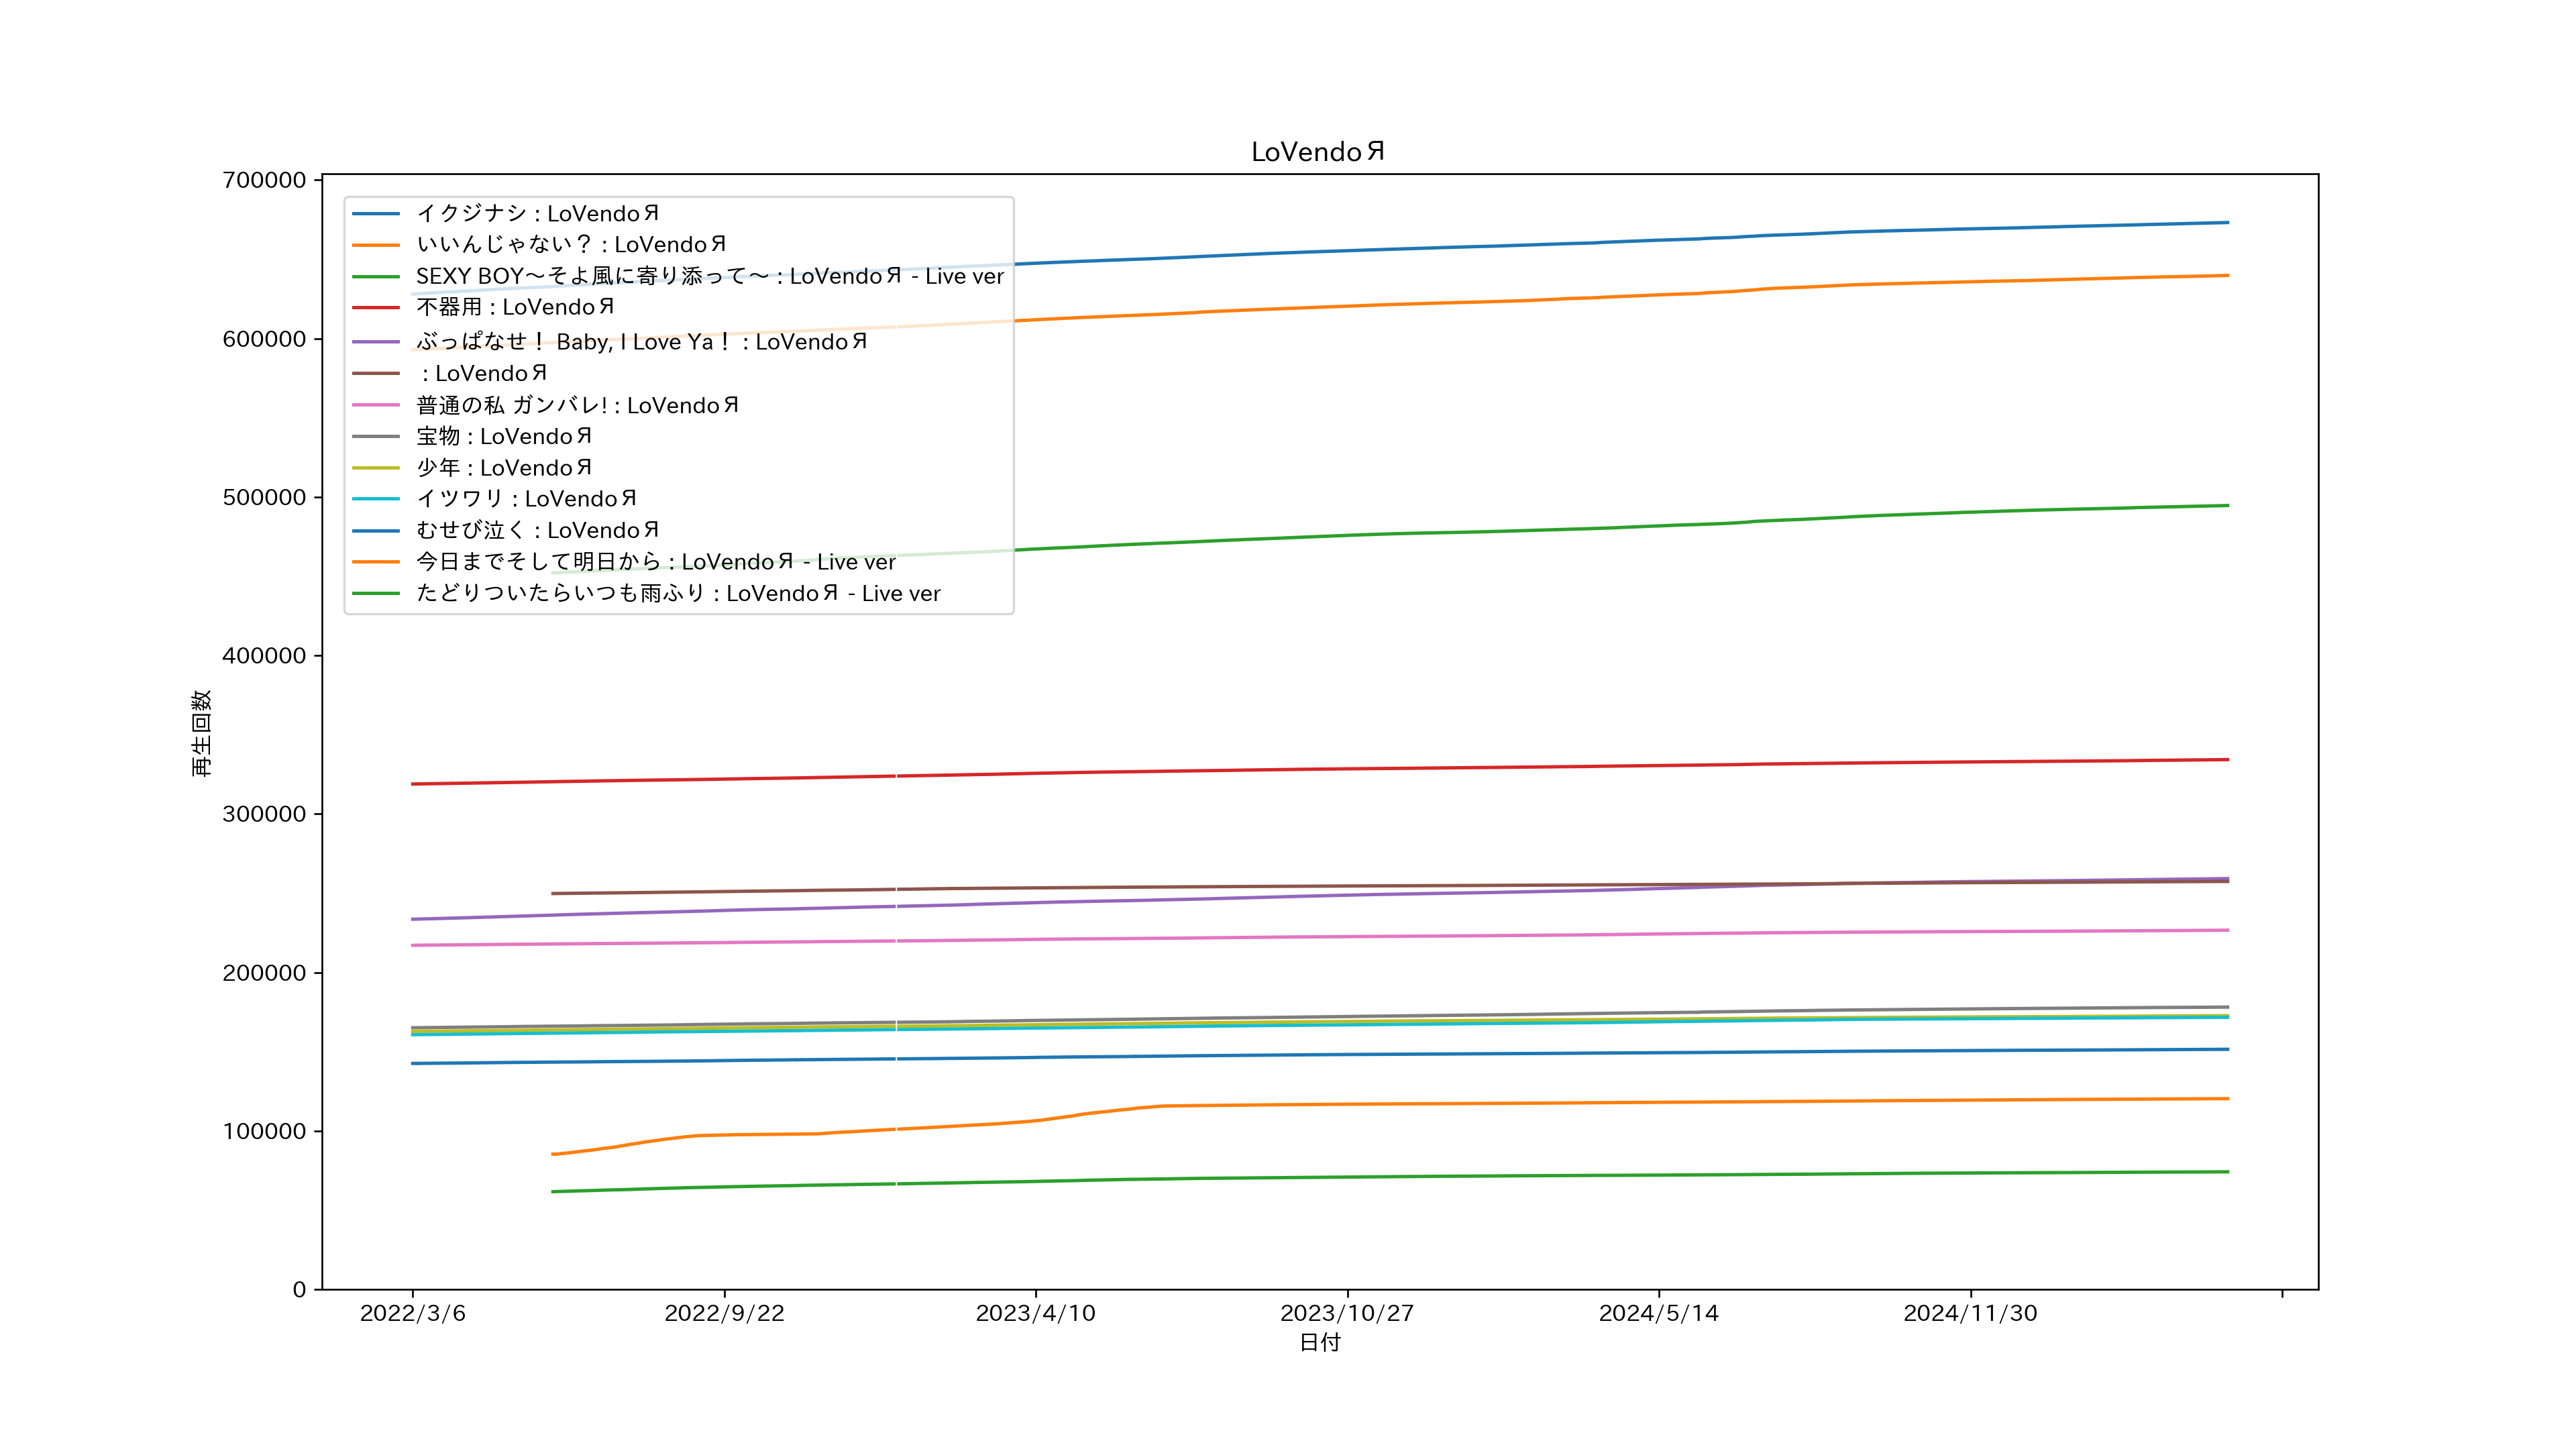 LoVendoЯ
700000
600000
500000
400000
300000
200000
100000
0
再生回数
イクジナシ : LoVendoЯ
いいんじゃない？ : LoVendoЯ
SEXY BOY～そよ風に寄り添って～ : LoVendoЯ - Live ver
不器用 : LoVendoЯ
ぶっぱなせ！ Baby, I Love Ya！ : LoVendoЯ
: LoVendoЯ
普通の私 ガンバレ! : LoVendoЯ
宝物 : LoVendoЯ
少年 : LoVendoЯ
イツワリ : LoVendoЯ
むせび泣く : LoVendoЯ
今日までそして明日から : LoVendoЯ - Live ver
たどりついたらいつも雨ふり : LoVendoЯ - Live ver
2022/3/6 2022/9/22 2023/4/10 2023/10/27 2024/5/14 2024/11/30
日付